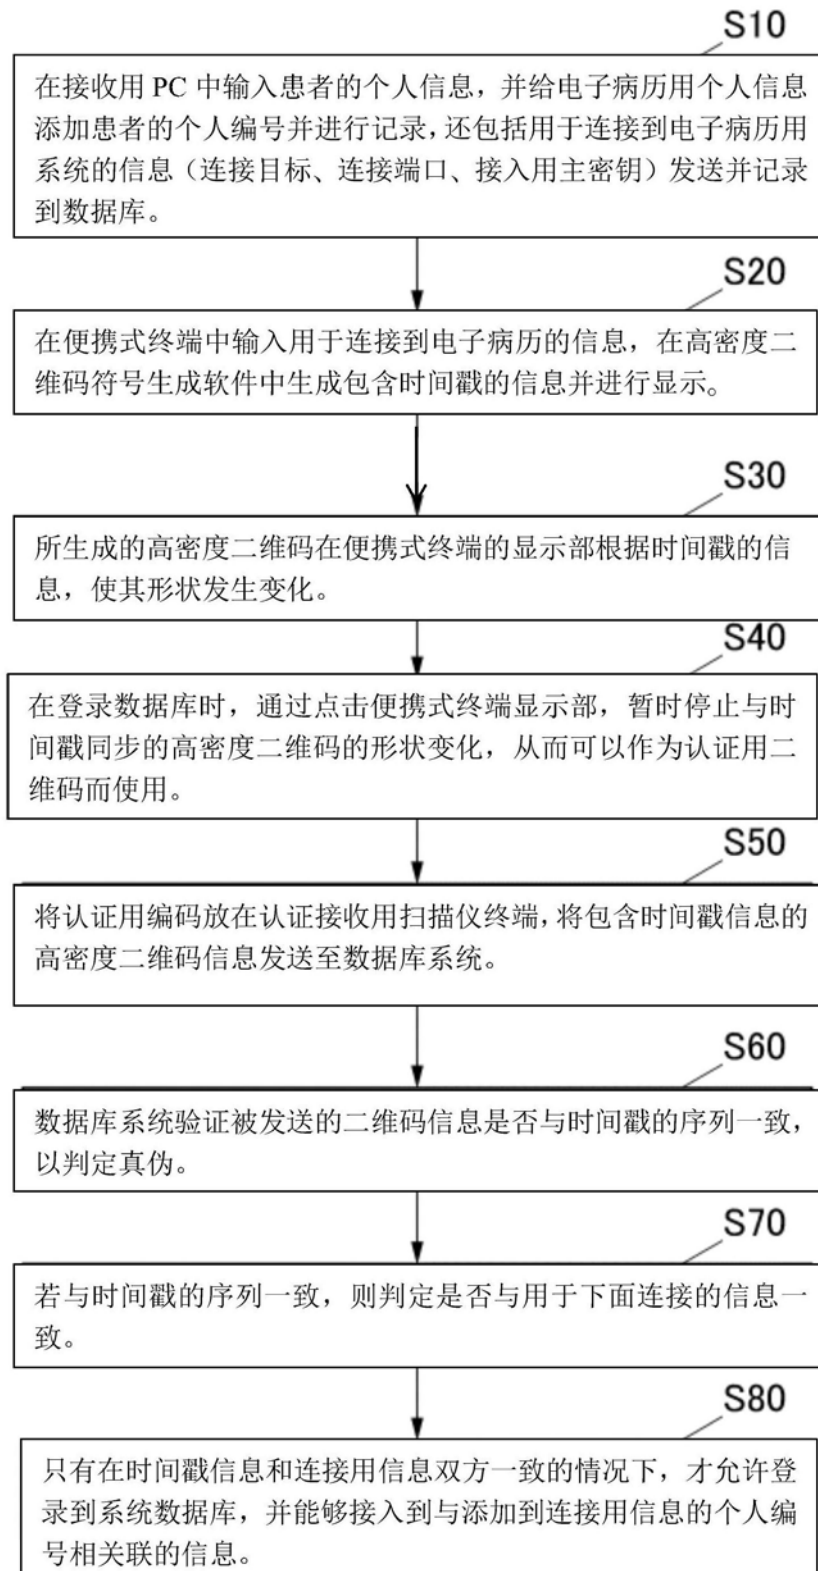 S10
在接收用 PC 中输入患者的个人信息，并给电子病历用个人信息
添加患者的个人编号并进行记录，还包括用于连接到电子病历用
系统的信息（连接目标、连接端口、接入用主密钥）发送并记录
到数据库。
S20
在便携式终端中输入用于连接到电子病历的信息，在高密度二
维码符号生成软件中生成包含时间戳的信息并进行显示。
S30
所生成的高密度二维码在便携式终端的显示部根据时间戳的信
息，使其形状发生变化。
S40
在登录数据库时，通过点击便携式终端显示部，暂时停止与时
间戳同步的高密度二维码的形状变化，从而可以作为认证用二
维码而使用。
S50
将认证用编码放在认证接收用扫描仪终端，将包含时间戳信息的
高密度二维码信息发送至数据库系统。
S60
数据库系统验证被发送的二维码信息是否与时间戳的序列一致，
以判定真伪。
S70
若与时间戳的序列一致，则判定是否与用于下面连接的信息一
致。
S80
只有在时间戳信息和连接用信息双方一致的情况下，才允许登
录到系统数据库，并能够接入到与添加到连接用信息的个人编
号相关联的信息。